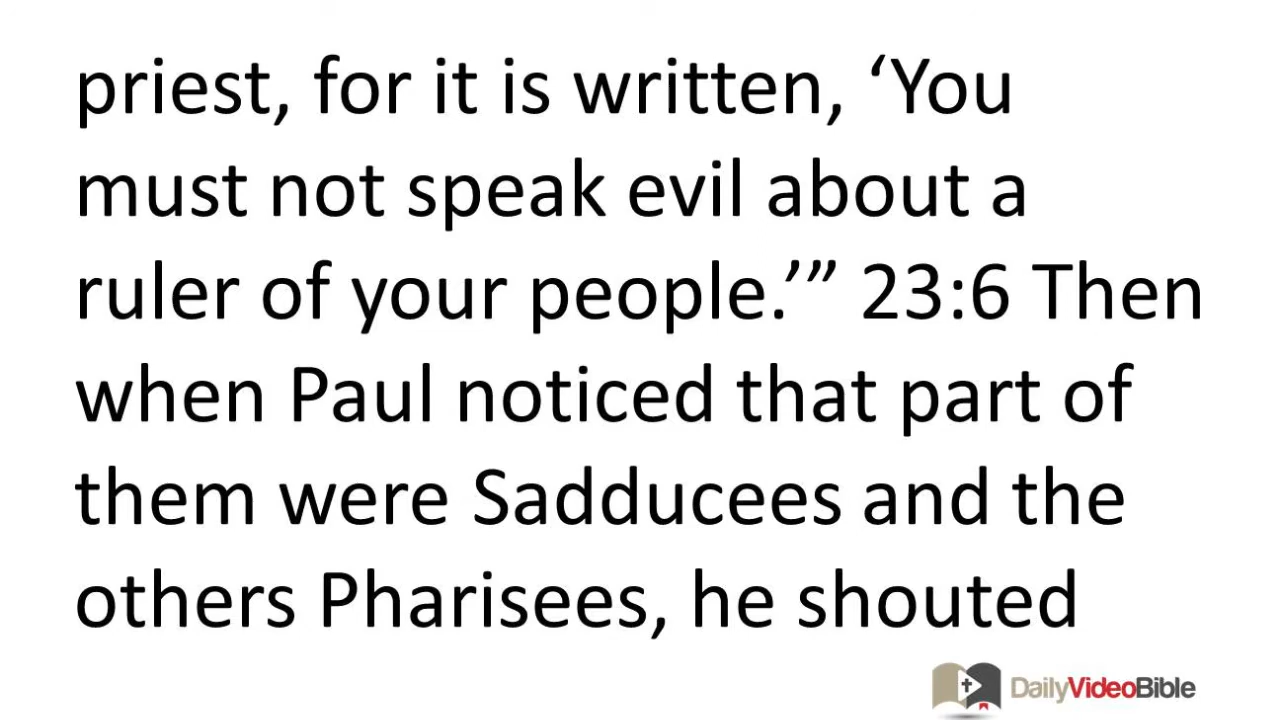 priest, for it is written, ‘You
must not speak evil about a
ruler of your people.’” 23:6 Then
when Paul noticed that part of
them were Sadducees and the
others Pharisees, he shouted
DailyVideoBible